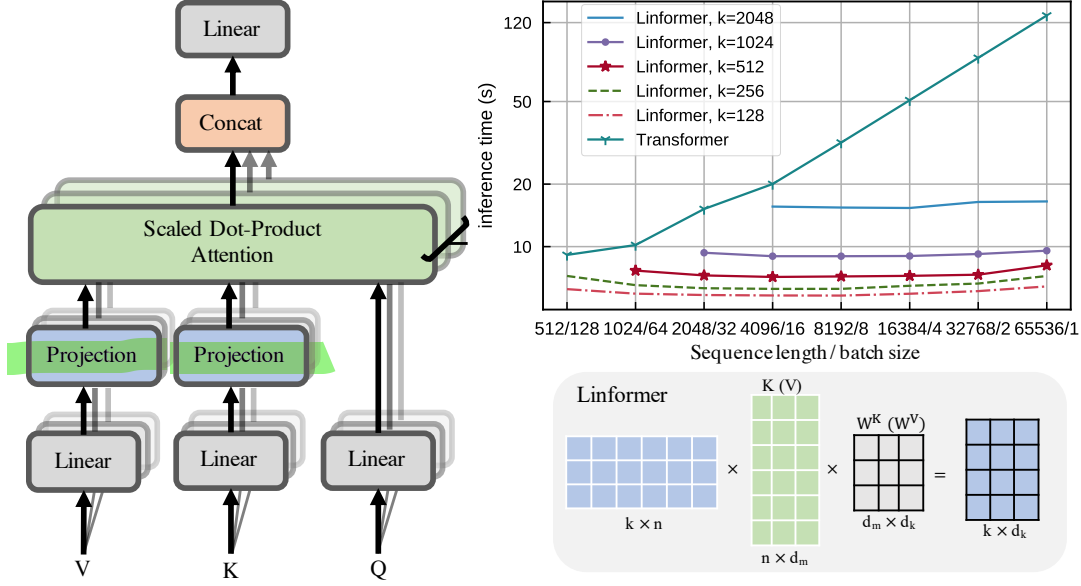 Linear
Concat
Scaled Dot-Product
Attention
Projection
Projection
Linear
Linear
Linear
V
K
Q
inference time (s)
120
50
20
10
Linformer, k=2048
Linformer, k=1024
Linformer, k=512
Linformer, k=256
Linformer, k=128
Transformer
512/128 1024/64 2048/32 4096/16 8192/8 16384/4 32768/2 65536/1
Sequence length / batch size
Linformer
K (V)
W^K (W^V)
× × =
k × n
n × d_m
d_m × d_k
k × d_k